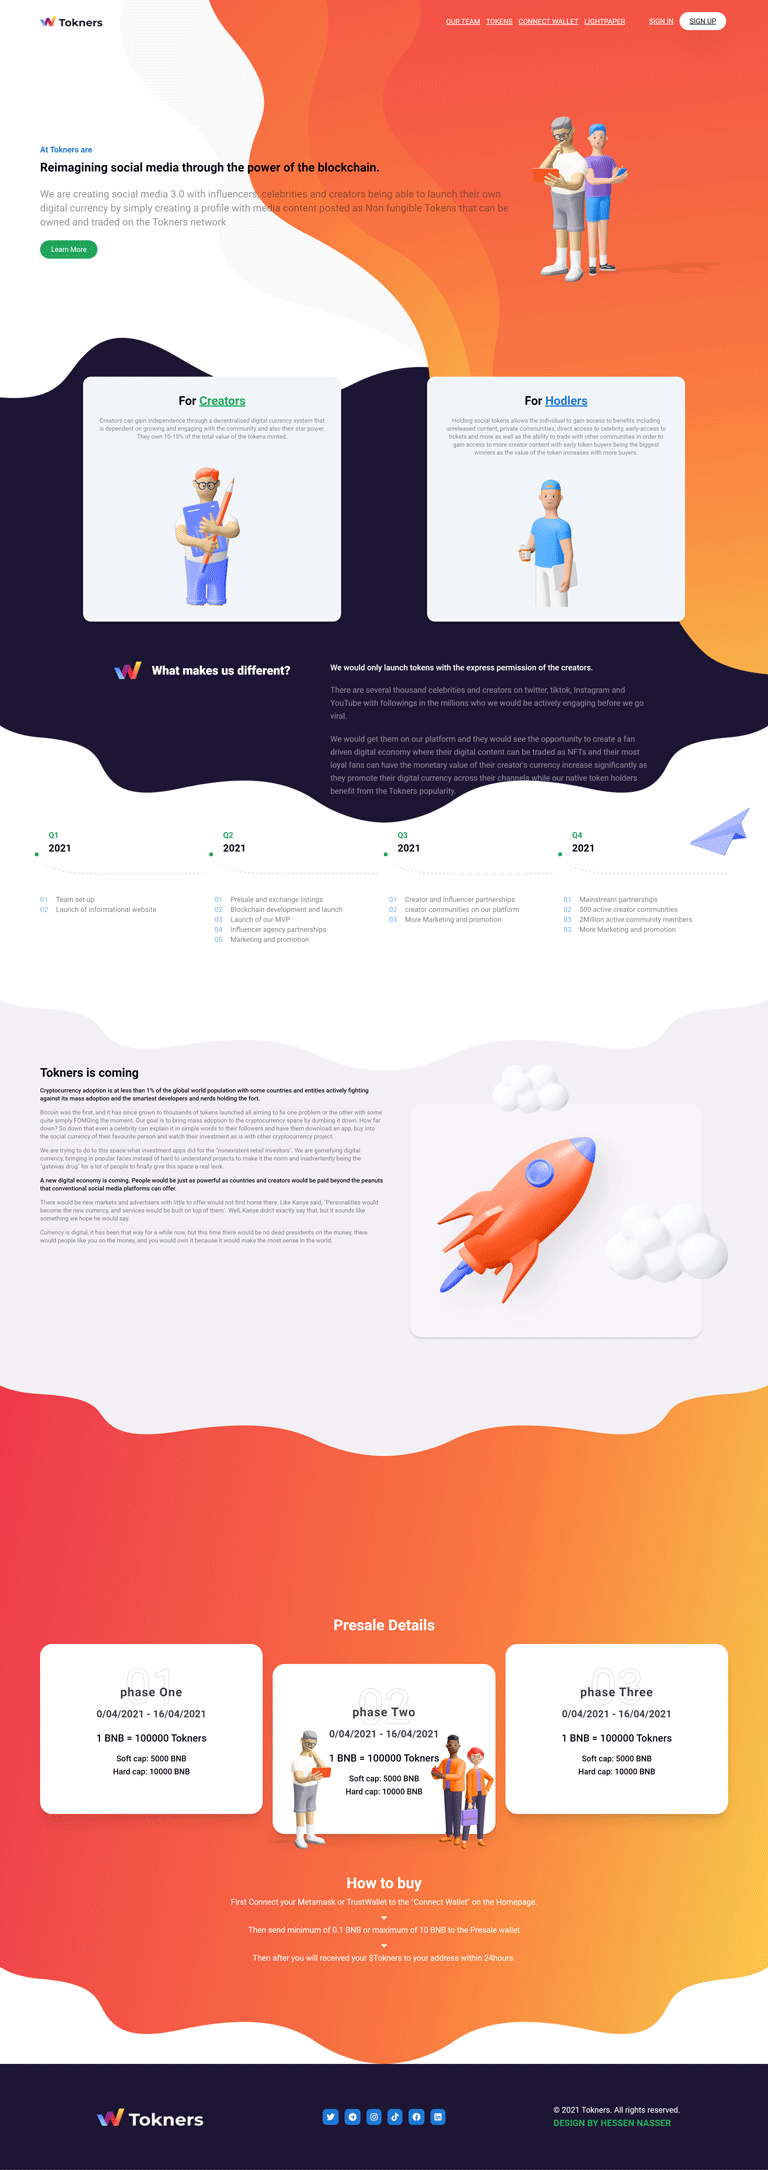 Tokners
OUR TEAM TOKENS CONNECT WALLET LIGHTPAPER SIGN IN SIGN UP
At Tokners are
Reimagining social media through the power of the blockchain.
We are creating social media 3.0 with influencers, celebrities and creators being able to launch their own
digital currency by simply creating a profile with media content posted as Non fungible Tokens that can be
owned and traded on the Tokners network
Learn More
For Creators
Creators can gain independence through a decentralised digital currency system that
is dependent on growing and engaging with the community and also their star power.
They own 10-15% of the total value of the tokens minted.
For Hodlers
Holding social tokens allows the individual to gain access to benefits including
unreleased content, private communities, direct access to celebrity, early-access to
tickets and more as well as the ability to trade with other communities in order to
gain access to more creator content with early token buyers being the biggest
winners as the value of the token increases with more buyers.
What makes us different?
We would only launch tokens with the express permission of the creators.
There are several thousand celebrities and creators on twitter, tiktok, Instagram and
YouTube with followings in the millions who we would be actively engaging before we go
viral.
We would get them on our platform and they would see the opportunity to create a fan
driven digital economy where their digital content can be traded as NFTs and their most
loyal fans can have the monetary value of their creator's currency increase significantly as
they promote their digital currency across their channels while our native token holders
benefit from the Tokners popularity.
Q1
2021
01 Team set-up
02 Launch of informational website
Q2
2021
01 Presale and exchange listings
02 Blockchain development and launch
03 Launch of our MVP
04 Influencer agency partnerships
05 Marketing and promotion
Q3
2021
01 Creator and Influencer partnerships
02 creator communities on our platform
03 More Marketing and promotion
Q4
2021
01 Mainstream partnerships
02 500 active creator communities
03 2Million active community members
03 More Marketing and promotion
Tokners is coming
Cryptocurrency adoption is at less than 1% of the global world population with some countries and entities actively fighting
against its mass adoption and the smartest developers and nerds holding the fort.
Bitcoin was the first, and it has since grown to thousands of tokens launched all aiming to fix one problem or the other with some
quite simply FOMOing the moment. Our goal is to bring mass adoption to the cryptocurrency space by dumbing it down. How far
down? So down that even a celebrity can explain it in simple words to their followers and have them download an app, buy into
the social currency of their favourite person and watch their investment as is with other cryptocurrency project.
We are trying to do to this space what investment apps did for the "nonexistent retail investors". We are gamefying digital
currency, bringing in popular faces instead of hard to understand projects to make it the norm and inadvertently being the
"gateway drug" for a lot of people to finally give this space a real look.
A new digital economy is coming. People would be just as powerful as countries and creators would be paid beyond the peanuts
that conventional social media platforms can offer.
There would be new markets and advertisers with little to offer would not find home there. Like Kanye said, "Personalities would
become the new currency, and services would be built on top of them". Well, Kanye didn't exactly say that, but it sounds like
something we hope he would say.
Currency is digital, it has been that way for a while now, but this time there would be no dead presidents on the money, there
would people like you on the money, and you would own it because it would make the most sense in the world.
Presale Details
01
phase One
0/04/2021 - 16/04/2021
1 BNB = 100000 Tokners
Soft cap: 5000 BNB
Hard cap: 10000 BNB
02
phase Two
0/04/2021 - 16/04/2021
1 BNB = 100000 Tokners
Soft cap: 5000 BNB
Hard cap: 10000 BNB
03
phase Three
0/04/2021 - 16/04/2021
1 BNB = 100000 Tokners
Soft cap: 5000 BNB
Hard cap: 10000 BNB
How to buy
First Connect your Metamask or TrustWallet to the "Connect Wallet" on the Homepage.
Then send minimum of 0.1 BNB or maximum of 10 BNB to the Presale wallet
Then after you will received your $Tokners to your address within 24hours.
Tokners
© 2021 Tokners. All rights reserved.
DESIGN BY HESSEN NASSER